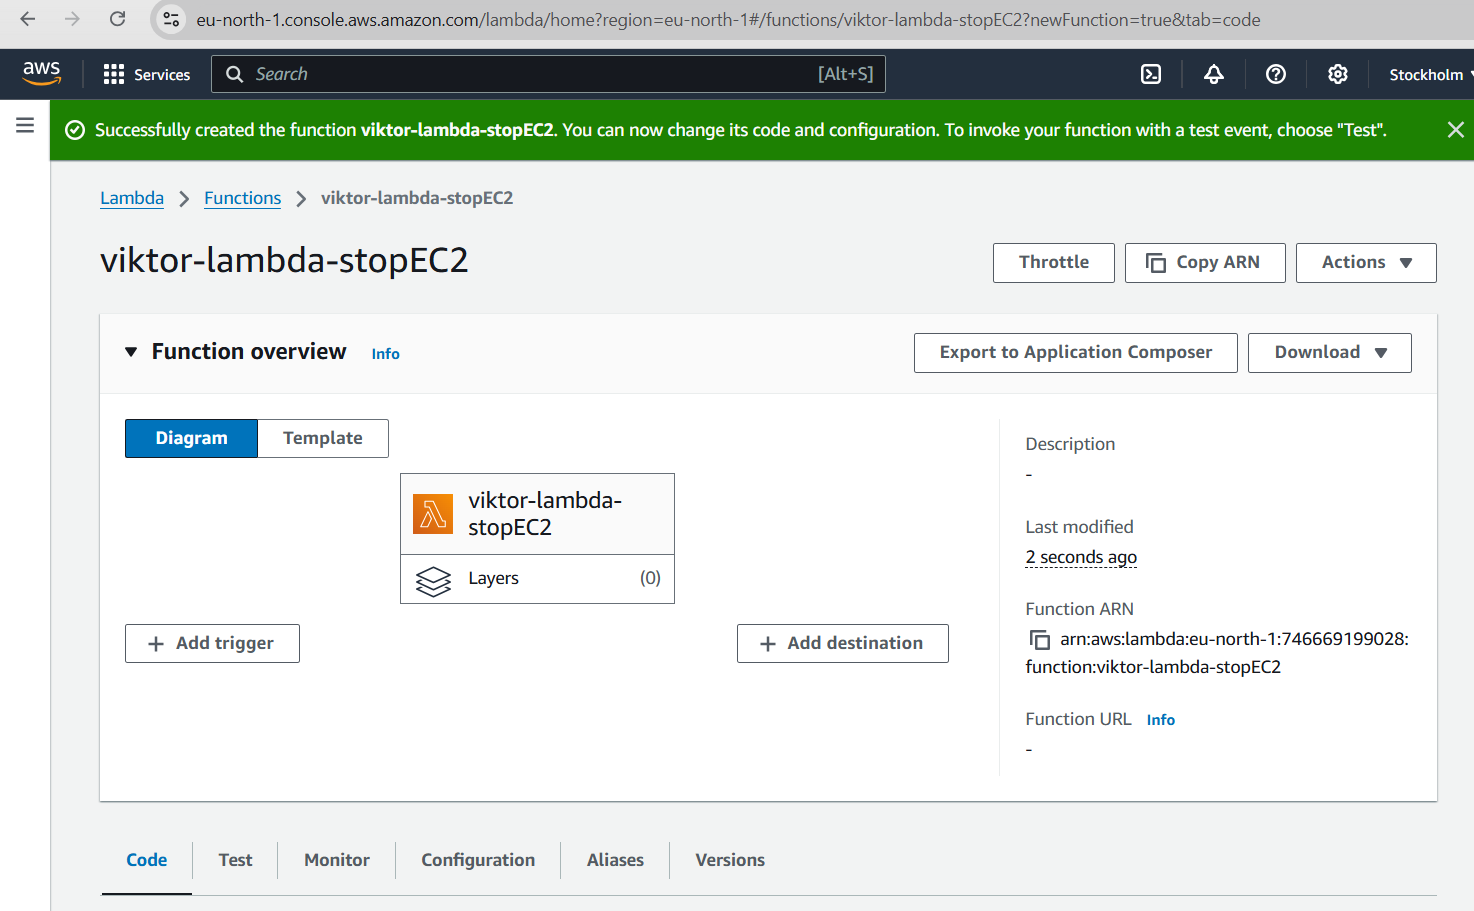 eu-north-1.console.aws.amazon.com/lambda/home?region=eu-north-1#/functions/viktor-lambda-stopEC2?newFunction=true&tab=code
aws Services Search [Alt+S] Stockholm
Successfully created the function viktor-lambda-stopEC2. You can now change its code and configuration. To invoke your function with a test event, choose "Test".
Lambda Functions viktor-lambda-stopEC2
viktor-lambda-stopEC2
Throttle Copy ARN Actions
Function overview Info
Export to Application Composer Download
Diagram Template
viktor-lambda-
stopEC2
Layers (0)
+ Add trigger
+ Add destination
Description
-
Last modified
2 seconds ago
Function ARN
arn:aws:lambda:eu-north-1:746669199028:
function:viktor-lambda-stopEC2
Function URL Info
-
Code Test Monitor Configuration Aliases Versions